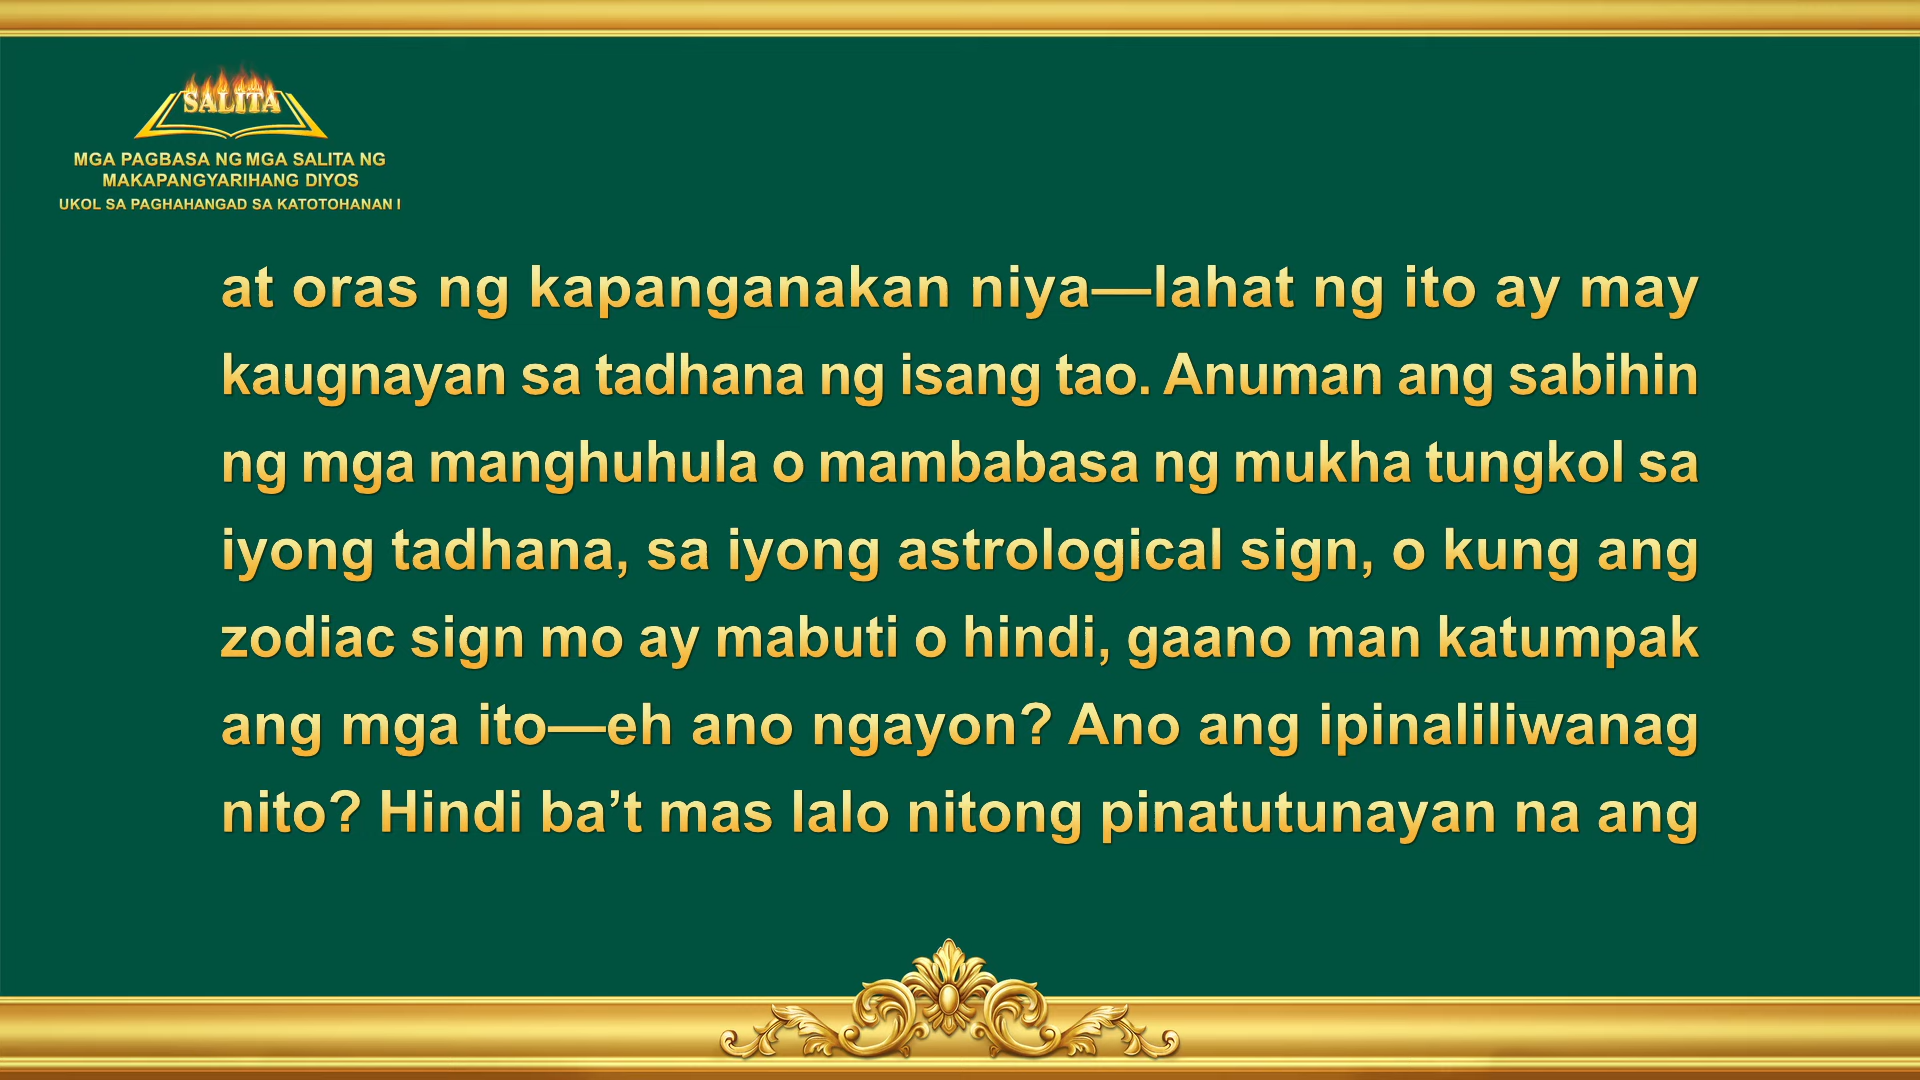 SALITA
MGA PAGBASA NG MGA SALITA NG
MAKAPANGYARIHANG DIYOS
UKOL SA PAGHAHANGAD SA KATOTOHANAN I
at oras ng kapanganakan niya—lahat ng ito ay may
kaugnayan sa tadhana ng isang tao. Anuman ang sabihin
ng mga manghuhula o mambabasa ng mukha tungkol sa
iyong tadhana, sa iyong astrological sign, o kung ang
zodiac sign mo ay mabuti o hindi, gaano man katumpak
ang mga ito—eh ano ngayon? Ano ang ipinaliliwanag
nito? Hindi ba’t mas lalo nitong pinatutunayan na ang